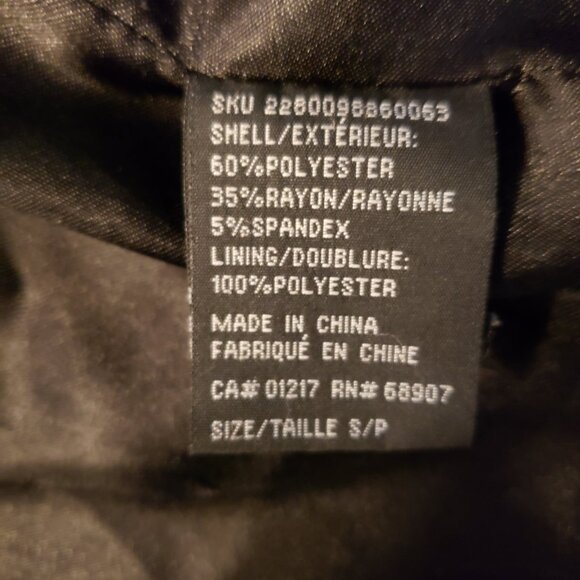 SKU 2280098860063
SHELL/EXTÉRIEUR:
60%POLYESTER
35%RAYON/RAYONNE
5%SPANDEX
LINING/DOUBLURE:
100%POLYESTER
MADE IN CHINA
FABRIQUÉ EN CHINE
CA# 01217 RN# 68907
SIZE/TAILLE S/P